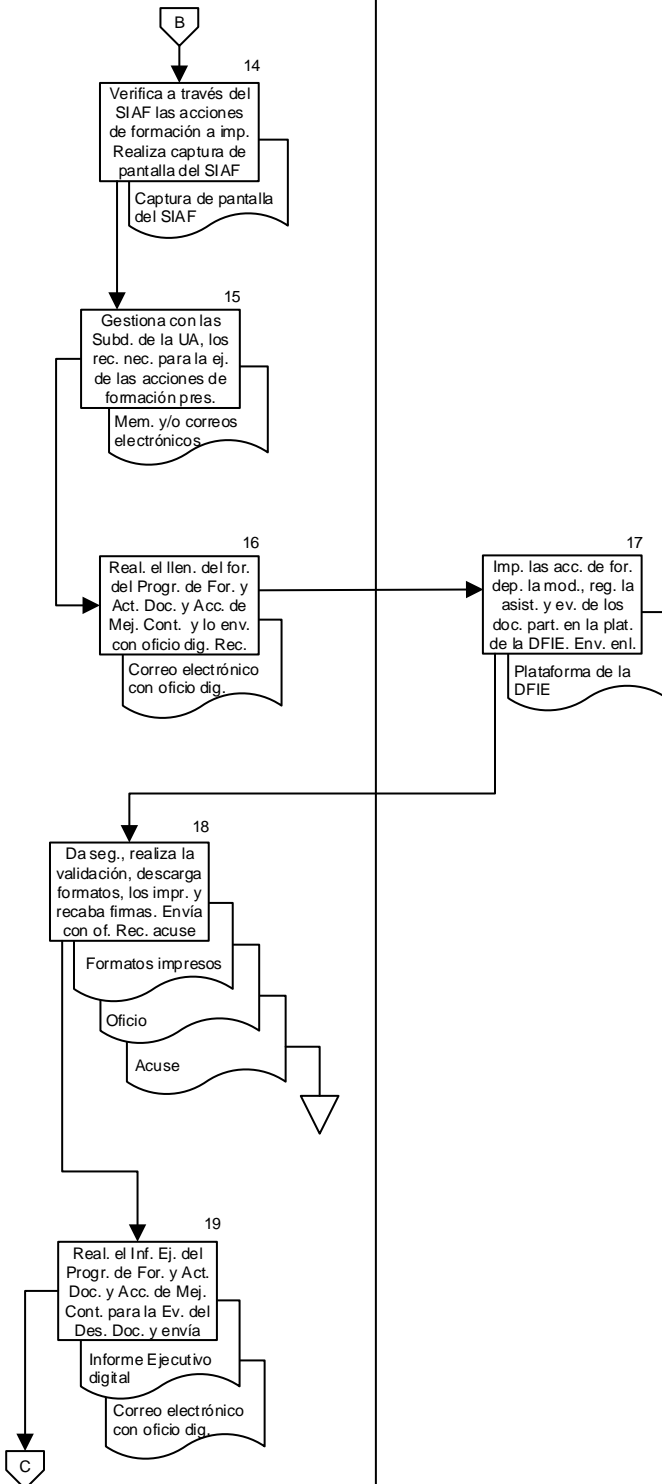 B
14
Verifica a través del
SIAF las acciones
de formación a imp.
Realiza captura de
pantalla del SIAF
Captura de pantalla
del SIAF
15
Gestiona con las
Subd. de la UA, los
rec. nec. para la ej.
de las acciones de
formación pres.
Mem. y/o correos
electrónicos
16
Real. el llen. del for.
del Progr. de For. y
Act. Doc. y Acc. de
Mej. Cont. y lo env.
con oficio dig. Rec.
Correo electrónico
con oficio dig.
17
Imp. las acc. de for.
dep. la mod., reg. la
asist. y ev. de los
doc. part. en la plat.
de la DFIE. Env. enl.
Plataforma de la
DFIE
18
Da seg., realiza la
validación, descarga
formatos, los impr. y
recaba firmas. Envía
con of. Rec. acuse
Formatos impresos
Oficio
Acuse
19
Real. el Inf. Ej. del
Progr. de For. y Act.
Doc. y Acc. de Mej.
Cont. para la Ev. del
Des. Doc. y envía
Informe Ejecutivo
digital
Correo electrónico
con oficio dig.
C